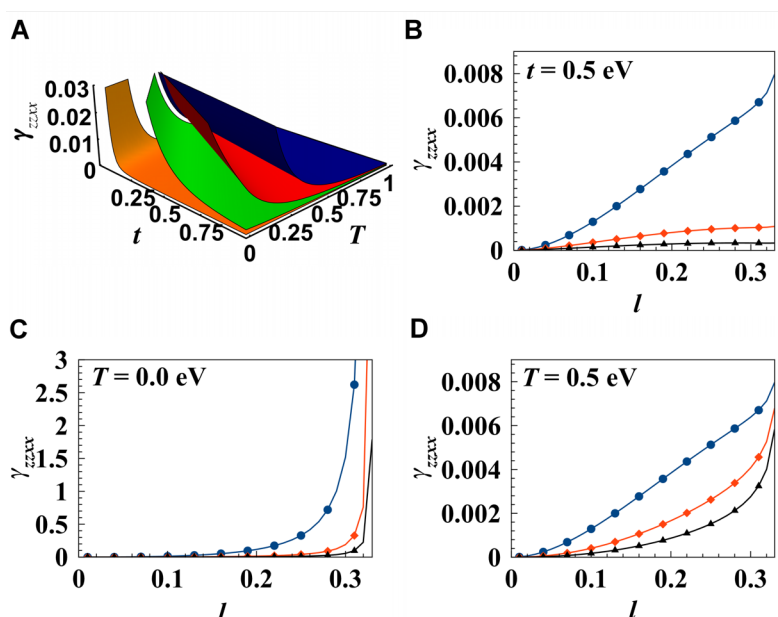 A
γzzxx
0.03
0.02
0.01
0
0.25
0.5
0.75
t
0
0.25
0.5
0.75
1
T
B
t = 0.5 eV
γzzxx
0.008
0.006
0.004
0.002
0
0 0.1 0.2 0.3
l
C
T = 0.0 eV
γzzxx
3
2.5
2
1.5
1
0.5
0
0 0.1 0.2 0.3
l
D
T = 0.5 eV
γzzxx
0.008
0.006
0.004
0.002
0
0 0.1 0.2 0.3
l